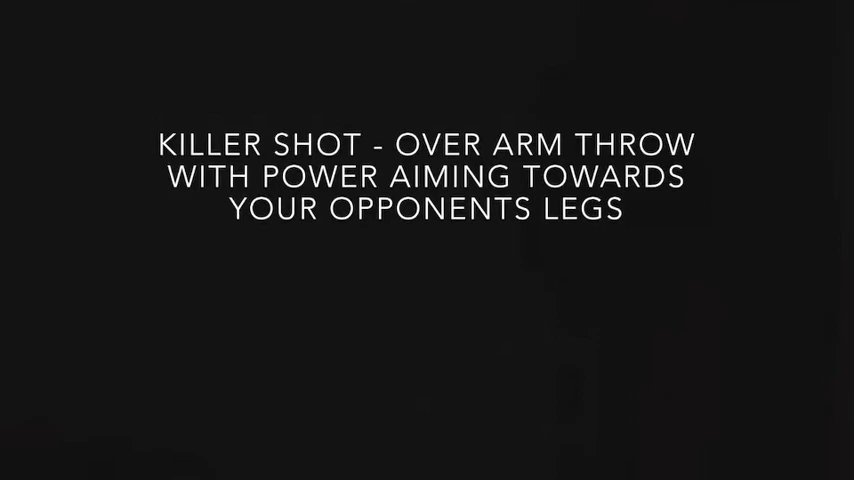 KILLER SHOT - OVER ARM THROW
WITH POWER AIMING TOWARDS
YOUR OPPONENTS LEGS